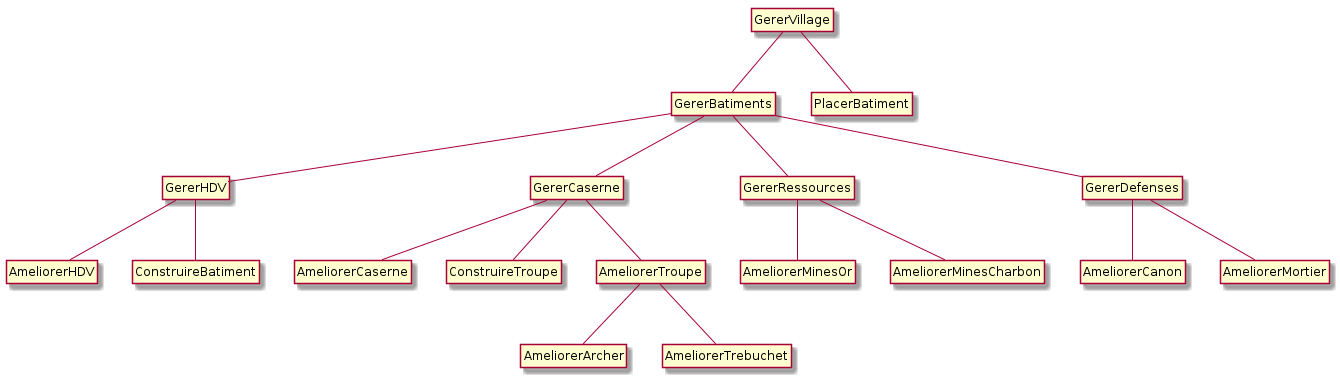 GererVillage
GererBatiments
PlacerBatiment
GererHDV
GererCaserne
GererRessources
GererDefenses
AmeliorerHDV
ConstruireBatiment
AmeliorerCaserne
ConstruireTroupe
AmeliorerTroupe
AmeliorerMinesOr
AmeliorerMinesCharbon
AmeliorerCanon
AmeliorerMortier
AmeliorerArcher
AmeliorerTrebuchet